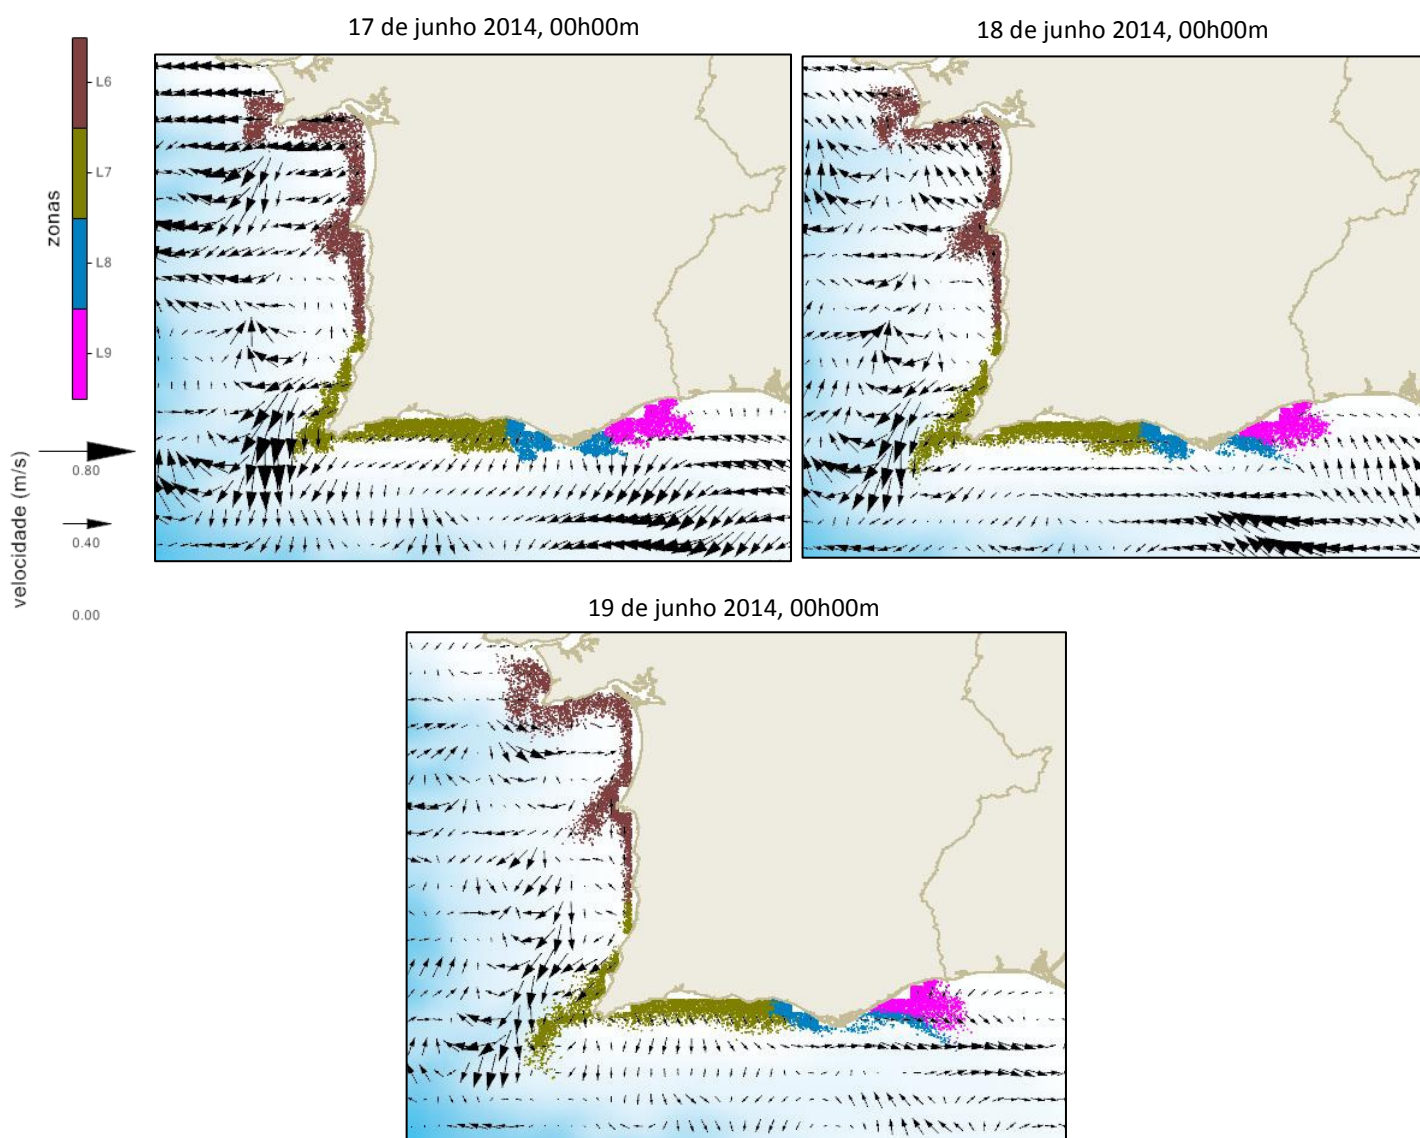 17 de junho 2014, 00h00m
18 de junho 2014, 00h00m
L6
L7
L8
L9
zonas
0.80
0.40
0.00
velocidade (m/s)
19 de junho 2014, 00h00m